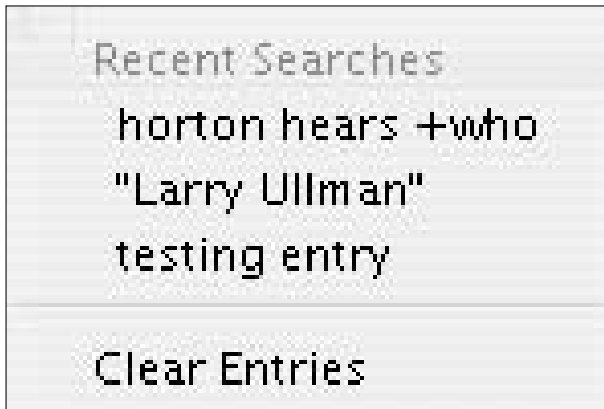 Recent Searches
horton hears +who
"Larry Ullman"
testing entry
Clear Entries